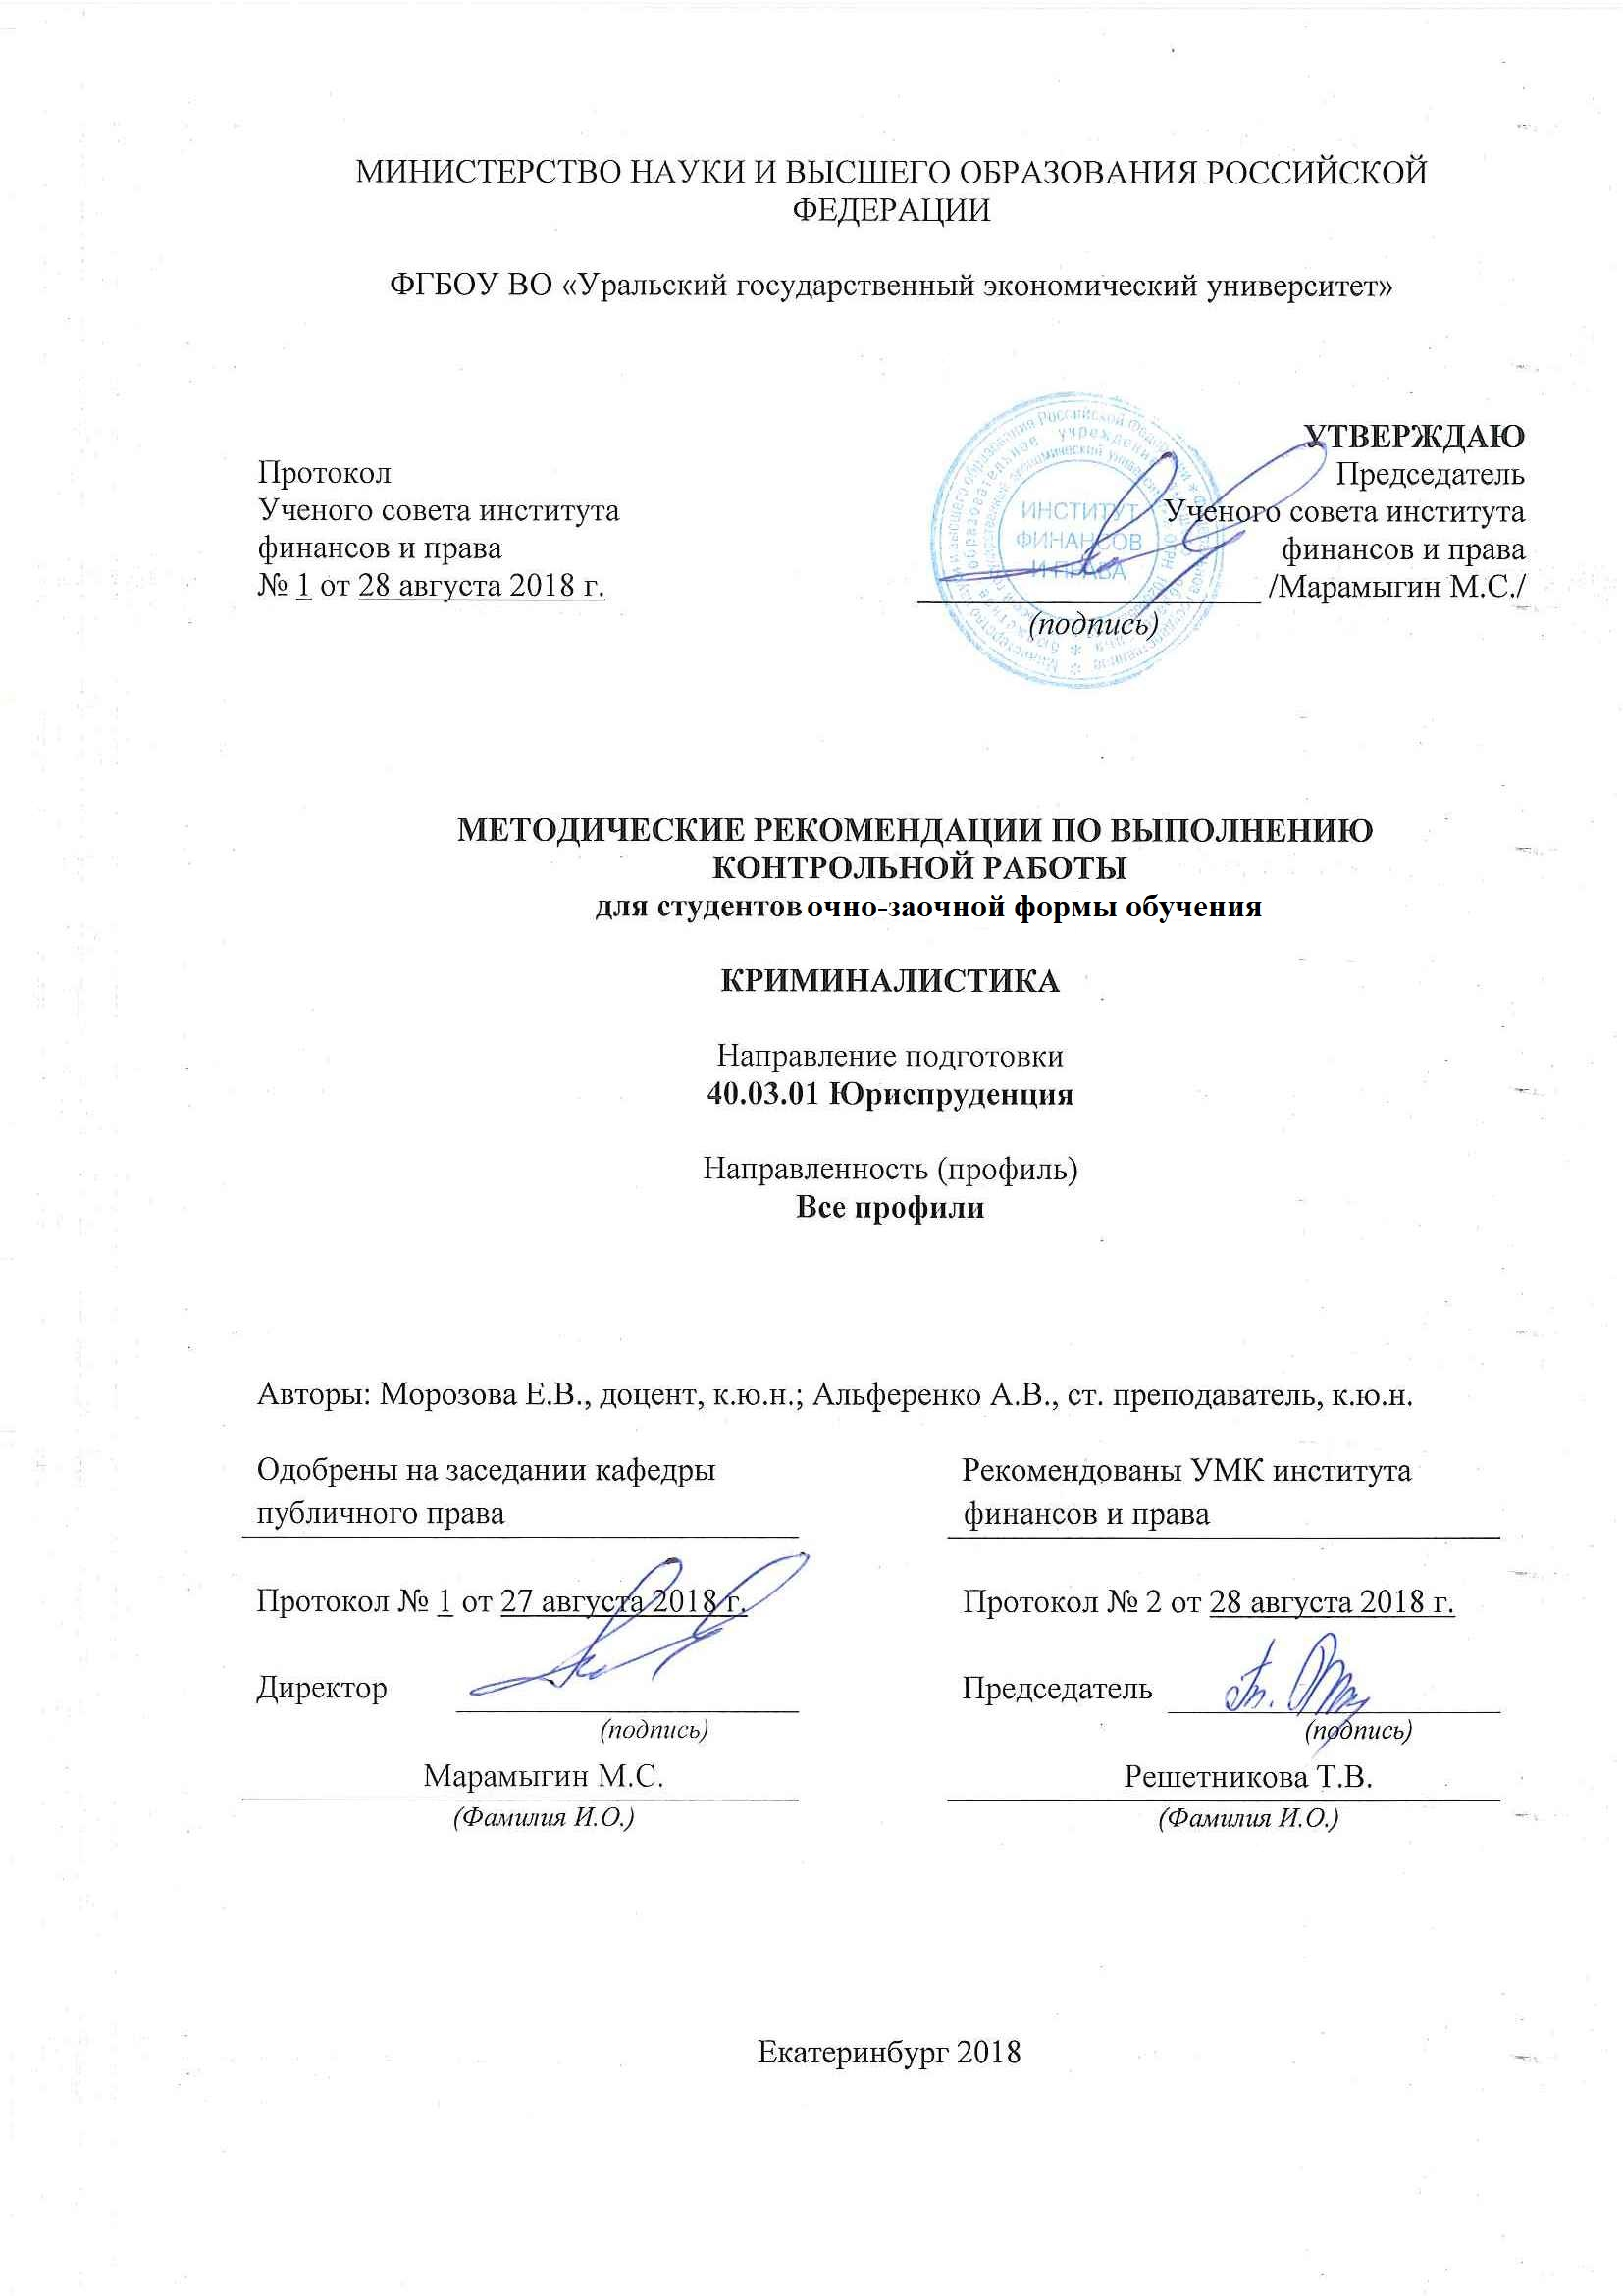 МИНИСТЕРСТВО НАУКИ И ВЫСШЕГО ОБРАЗОВАНИЯ РОССИЙСКОЙ
ФЕДЕРАЦИИ
ФГБОУ ВО «Уральский государственный экономический университет»
Протокол
Ученого совета института
финансов и права
№ 1 от 28 августа 2018 г.
УТВЕРЖДАЮ
Председатель
Ученого совета института
финансов и права
/Марамыгин М.С./
(подпись)
ИНСТИТУТ
ФИНАНСОВ
И ПРАВА
МЕТОДИЧЕСКИЕ РЕКОМЕНДАЦИИ ПО ВЫПОЛНЕНИЮ
КОНТРОЛЬНОЙ РАБОТЫ
для студентов очно-заочной формы обучения
КРИМИНАЛИСТИКА
Направление подготовки
40.03.01 Юриспруденция
Направленность (профиль)
Все профили
Авторы: Морозова Е.В., доцент, к.ю.н.; Альференко А.В., ст. преподаватель, к.ю.н.
Одобрены на заседании кафедры
публичного права
Протокол № 1 от 27 августа 2018 г.
Директор
(подпись)
Марамыгин М.С.
(Фамилия И.О.)
Рекомендованы УМК института
финансов и права
Протокол № 2 от 28 августа 2018 г.
Председатель
(подпись)
Решетникова Т.В.
(Фамилия И.О.)
Екатеринбург 2018